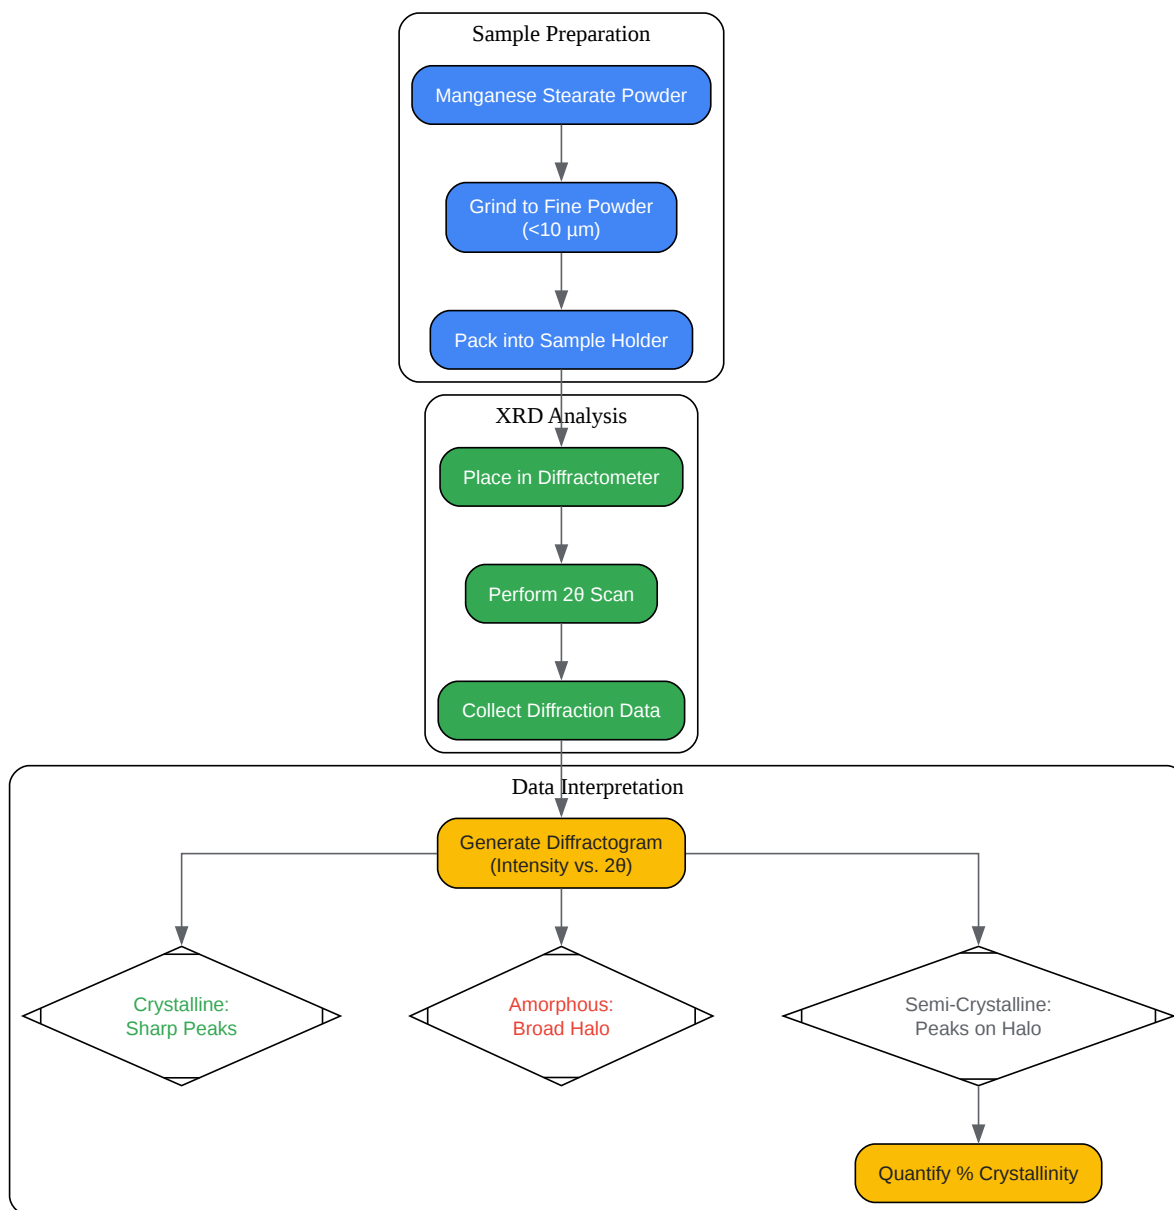 Sample Preparation
Manganese Stearate Powder
Grind to Fine Powder
(<10 µm)
Pack into Sample Holder
XRD Analysis
Place in Diffractometer
Perform 2θ Scan
Collect Diffraction Data
Data Interpretation
Generate Diffractogram
(Intensity vs. 2θ)
Crystalline:
Sharp Peaks
Amorphous:
Broad Halo
Semi-Crystalline:
Peaks on Halo
Quantify % Crystallinity